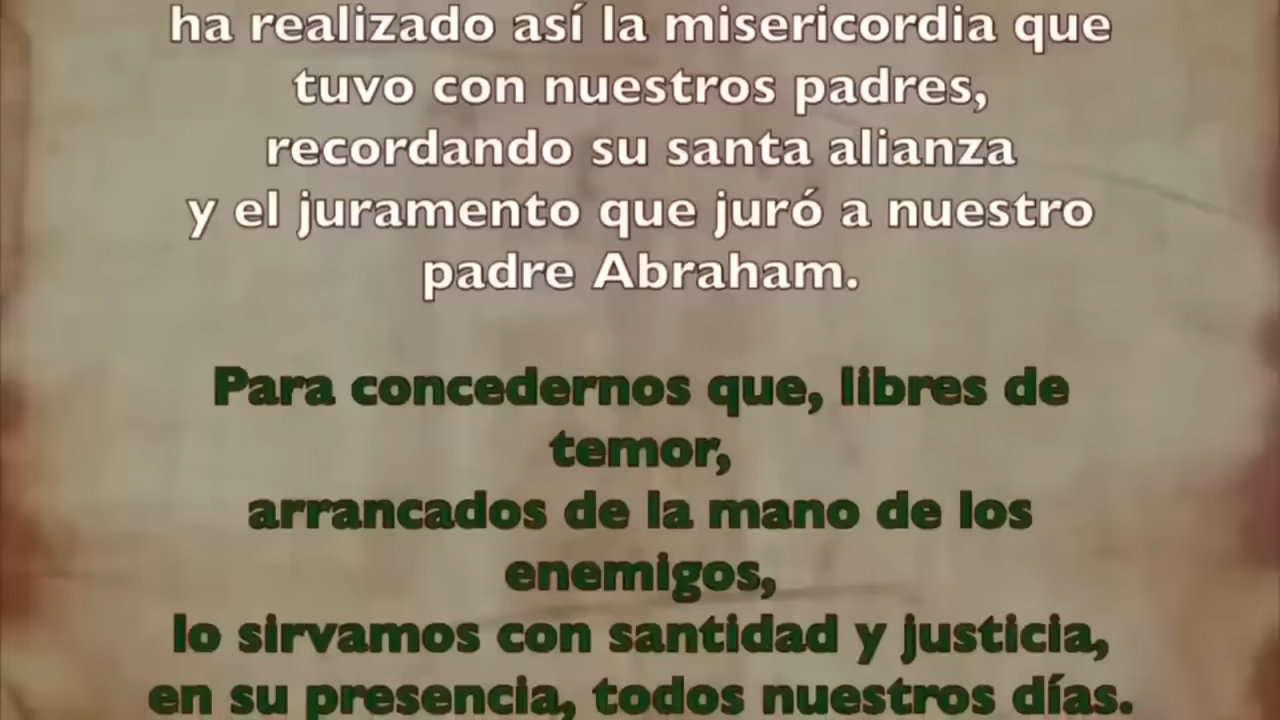 ha realizado así la misericordia que
tuvo con nuestros padres,
recordando su santa alianza
y el juramento que juró a nuestro
padre Abraham.
Para concedernos que, libres de
temor,
arrancados de la mano de los
enemigos,
lo sirvamos con santidad y justicia,
en su presencia, todos nuestros días.